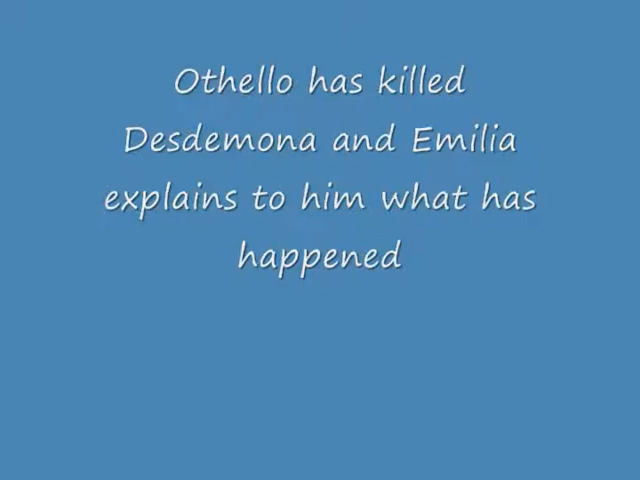 Othello has killed
Desdemona and Emilia
explains to him what has
happened